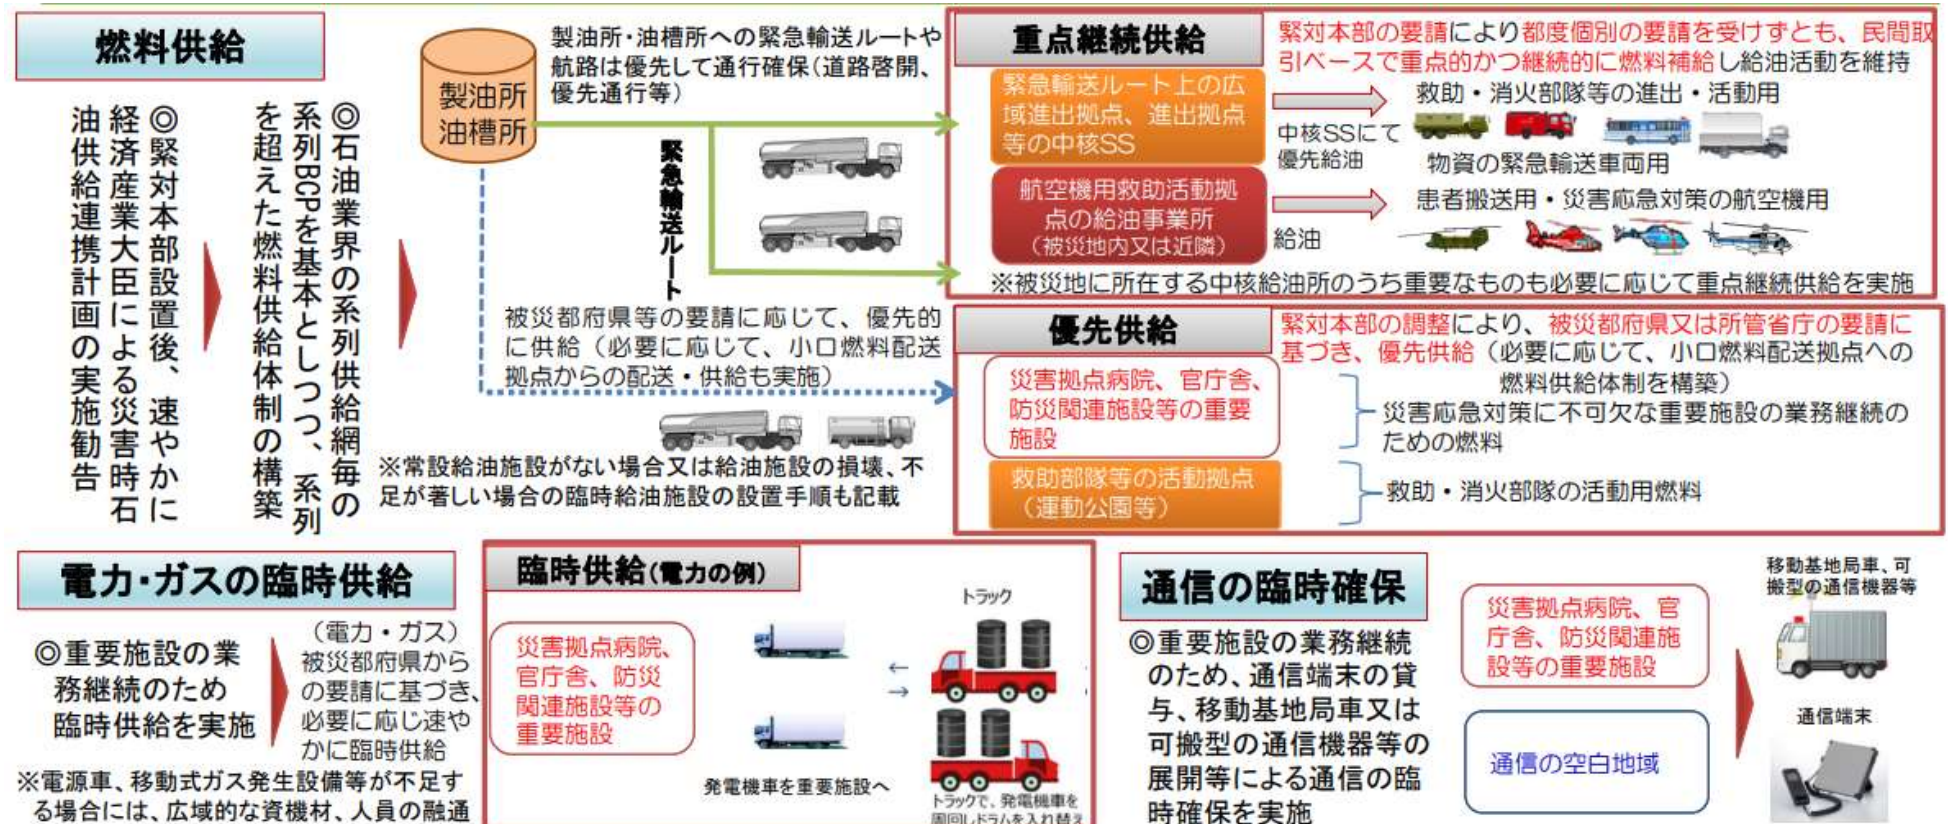 燃料供給
◎緊対本部設置後、速やかに
経済産業大臣による災害時石
油供給連携計画の実施勧告
◎石油業界の系列供給網毎の
系列BCPを基本としつつ、系列
を超えた燃料供給体制の構築
製油所
油槽所
製油所・油槽所への緊急輸送ルートや
航路は優先して通行確保（道路啓開、
優先通行等）
緊急輸送ルート
被災都府県等の要請に応じて、優先的
に供給（必要に応じて、小口燃料配送
拠点からの配送・供給も実施）
※常設給油施設がない場合又は給油施設の損壊、不
足が著しい場合の臨時給油施設の設置手順も記載
重点継続供給
緊対本部の要請により都度個別の要請を受けずとも、民間取
引ベースで重点的かつ継続的に燃料補給し給油活動を維持
緊急輸送ルート上の広
域進出拠点、進出拠点
等の中核SS
中核SSにて
優先給油
救助・消火部隊等の進出・活動用
物資の緊急輸送車両用
航空機用救助活動拠
点の給油事業所
（被災地内又は近隣）
給油
患者搬送用・災害応急対策の航空機用
※被災地に所在する中核給油所のうち重要なものも必要に応じて重点継続供給を実施
優先供給
緊対本部の調整により、被災都府県又は所管省庁の要請に
基づき、優先供給（必要に応じて、小口燃料配送拠点への
燃料供給体制を構築）
災害拠点病院、官庁舎、
防災関連施設等の重要
施設
災害応急対策に不可欠な重要施設の業務継続の
ための燃料
救助部隊等の活動拠点
（運動公園等）
救助・消火部隊の活動用燃料
電力・ガスの臨時供給
◎重要施設の業
務継続のため
臨時供給を実施
（電力・ガス）
被災都府県から
の要請に基づき、
必要に応じ速や
かに臨時供給
※電源車、移動式ガス発生設備等が不足す
る場合には、広域的な資機材、人員の融通
臨時供給（電力の例）
災害拠点病院、
官庁舎、防災
関連施設等の
重要施設
発電機車を重要施設へ
トラック
トラックで、発電機車を
周回しドラムを入れ替え
通信の臨時確保
◎重要施設の業務継続
のため、通信端末の貸
与、移動基地局車又は
可搬型の通信機器等の
展開等による通信の臨
時確保を実施
災害拠点病院、官
庁舎、防災関連施
設等の重要施設
通信の空白地域
移動基地局車、可
搬型の通信機器等
通信端末